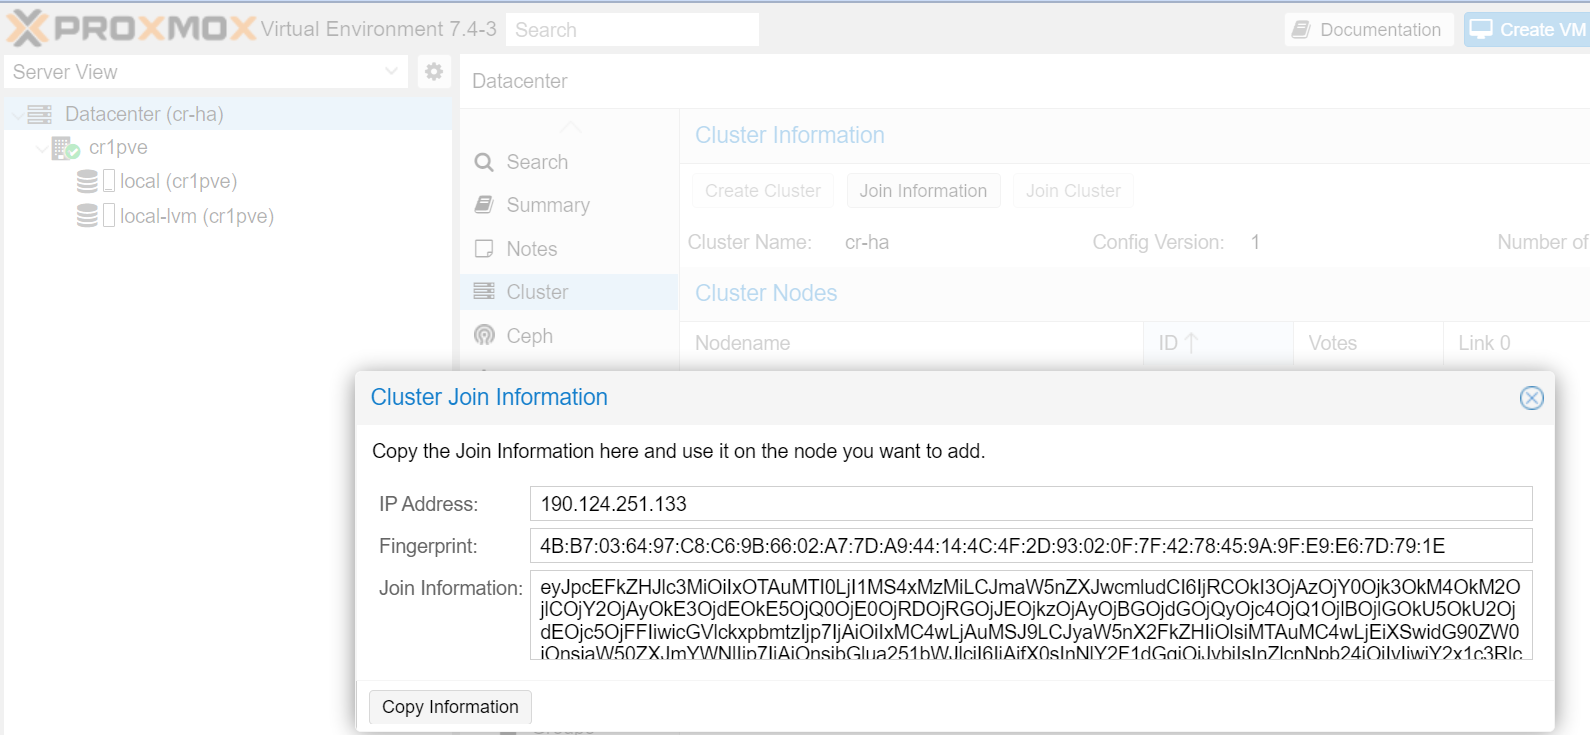 PROXMOX Virtual Environment 7.4-3 Search Documentation Create VM
Server View
Datacenter (cr-ha)
cr1pve
local (cr1pve)
local-lvm (cr1pve)
Datacenter
Search
Summary
Notes
Cluster
Ceph
Cluster Information
Create Cluster Join Information Join Cluster
Cluster Name: cr-ha Config Version: 1 Number of
Cluster Nodes
Nodename ID Votes Link 0
Cluster Join Information
Copy the Join Information here and use it on the node you want to add.
IP Address: 190.124.251.133
Fingerprint: 4B:B7:03:64:97:C8:C6:9B:66:02:A7:7D:A9:44:14:4C:4F:2D:93:02:0F:7F:42:78:45:9A:9F:E9:E6:7D:79:1E
Join Information:
Copy Information
Groups